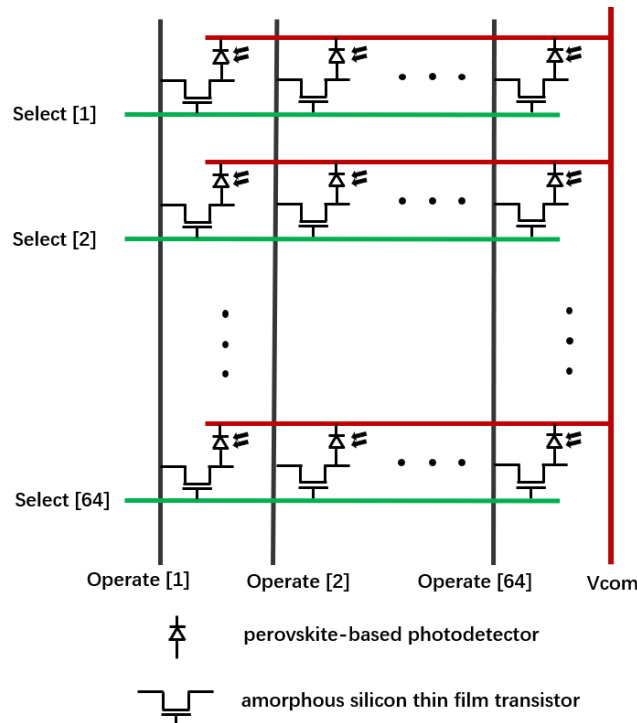 Select [1]
Select [2]
Select [64]
Operate [1]
Operate [2]
Operate [64]
Vcom
perovskite-based photodetector
amorphous silicon thin film transistor